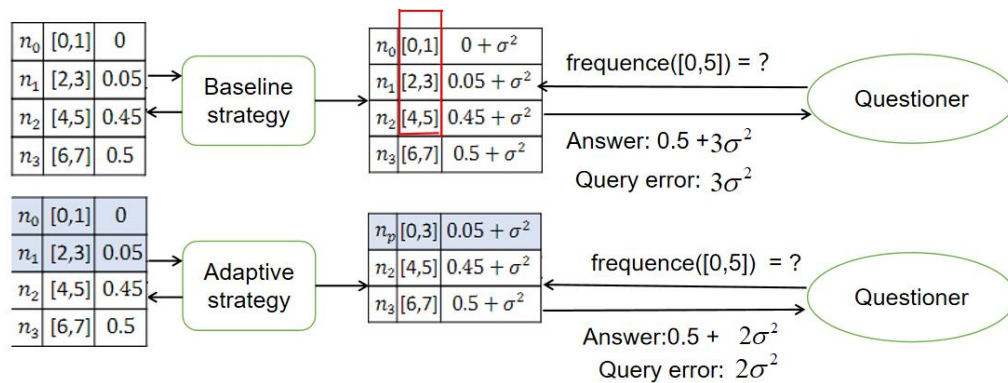 n₀ [0,1] 0
n₁ [2,3] 0.05
n₂ [4,5] 0.45
n₃ [6,7] 0.5
Baseline
strategy
n₀ [0,1] 0 + σ²
n₁ [2,3] 0.05 + σ²
n₂ [4,5] 0.45 + σ²
n₃ [6,7] 0.5 + σ²
frequence([0,5]) = ?
Answer: 0.5 +3σ²
Query error: 3σ²
Questioner
n₀ [0,1] 0
n₁ [2,3] 0.05
n₂ [4,5] 0.45
n₃ [6,7] 0.5
Adaptive
strategy
nₚ [0,3] 0.05 + σ²
n₂ [4,5] 0.45 + σ²
n₃ [6,7] 0.5 + σ²
frequence([0,5]) = ?
Answer:0.5 + 2σ²
Query error: 2σ²
Questioner